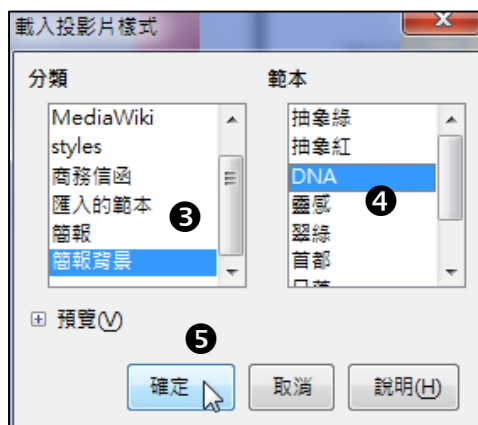 載入投影片樣式
分類
範本
MediaWiki
styles
商務信函
匯入的範本
簡報
簡報背景
❸
抽象綠
抽象紅
DNA
靈感
翠綠
首都
❹
預覽(V)
❺
確定
取消
說明(H)